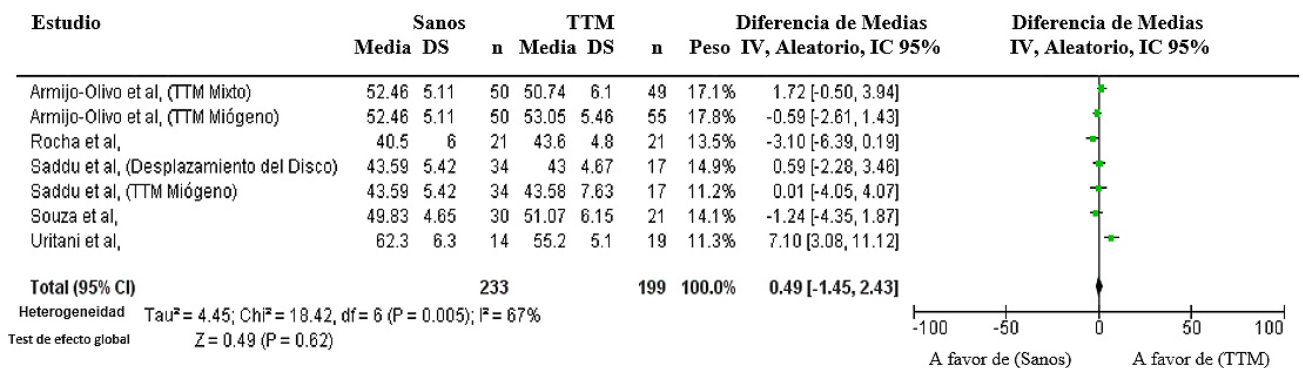 Estudio Sanos TTM Diferencia de Medias Diferencia de Medias
Media DS n Media DS n Peso IV, Aleatorio, IC 95% IV, Aleatorio, IC 95%
Armijo-Olivo et al, (TTM Mixto) 52.46 5.11 50 50.74 6.1 49 17.1% 1.72 [-0.50, 3.94]
Armijo-Olivo et al, (TTM Miógeno) 52.46 5.11 50 53.05 5.46 55 17.8% -0.59 [-2.61, 1.43]
Rocha et al, 40.5 6 21 43.6 4.8 21 13.5% -3.10 [-6.39, 0.19]
Saddu et al, (Desplazamiento del Disco) 43.59 5.42 34 43 4.67 17 14.9% 0.59 [-2.28, 3.46]
Saddu et al, (TTM Miógeno) 43.59 5.42 34 43.58 7.63 17 11.2% 0.01 [-4.05, 4.07]
Souza et al, 49.83 4.65 30 51.07 6.15 21 14.1% -1.24 [-4.35, 1.87]
Uritani et al, 62.3 6.3 14 55.2 5.1 19 11.3% 7.10 [3.08, 11.12]
Total (95% CI) 233 199 100.0% 0.49 [-1.45, 2.43]
Heterogeneidad Tau² = 4.45; Chi² = 18.42, df = 6 (P = 0.005); I² = 67%
Test de efecto global Z = 0.49 (P = 0.62)
-100 -50 0 50 100
A favor de (Sanos) A favor de (TTM)